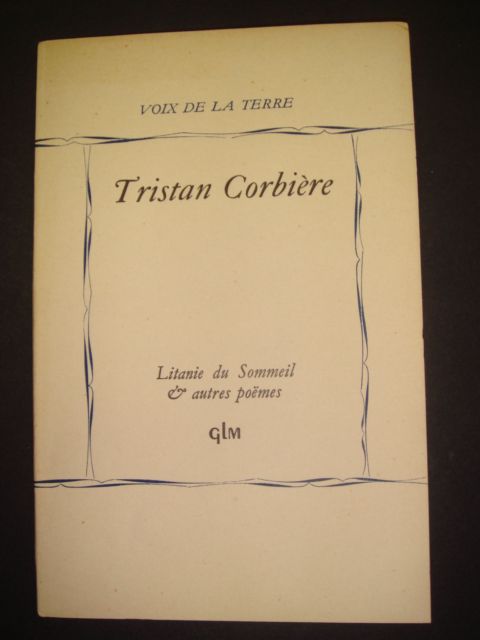 VOIX DE LA TERRE
Tristan Corbière
Litanie du Sommeil
& autres poëmes
GLM